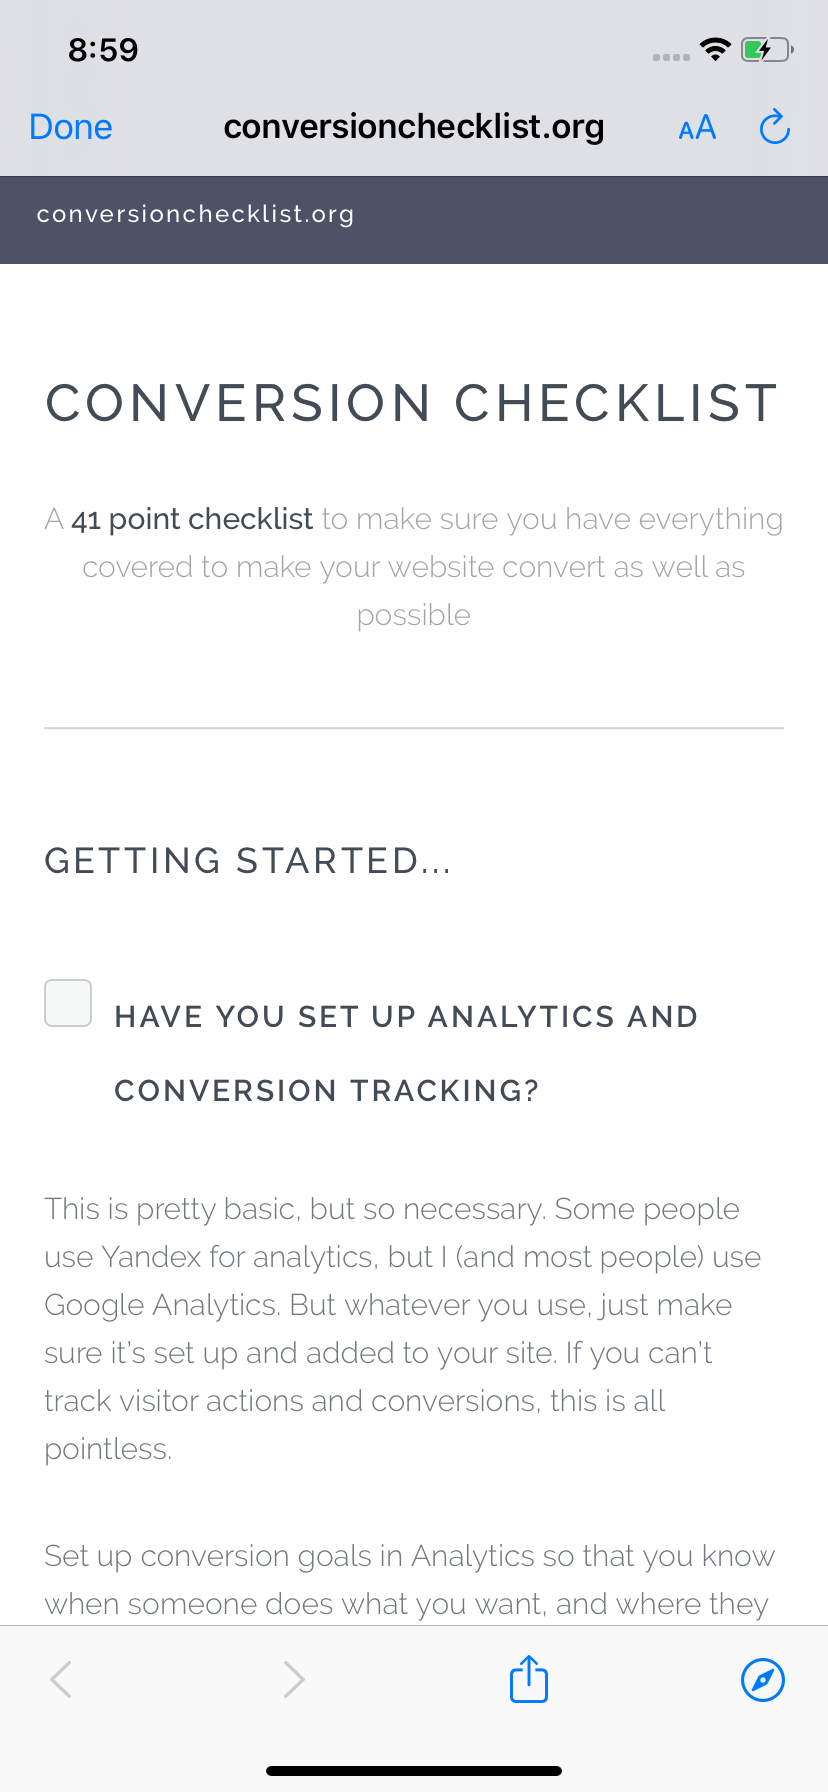 8:59
Done conversionchecklist.org AA
conversionchecklist.org
CONVERSION CHECKLIST
A 41 point checklist to make sure you have everything
covered to make your website convert as well as
possible
GETTING STARTED...
HAVE YOU SET UP ANALYTICS AND
CONVERSION TRACKING?
This is pretty basic, but so necessary. Some people
use Yandex for analytics, but I (and most people) use
Google Analytics. But whatever you use, just make
sure it’s set up and added to your site. If you can’t
track visitor actions and conversions, this is all
pointless.
Set up conversion goals in Analytics so that you know
when someone does what you want, and where they